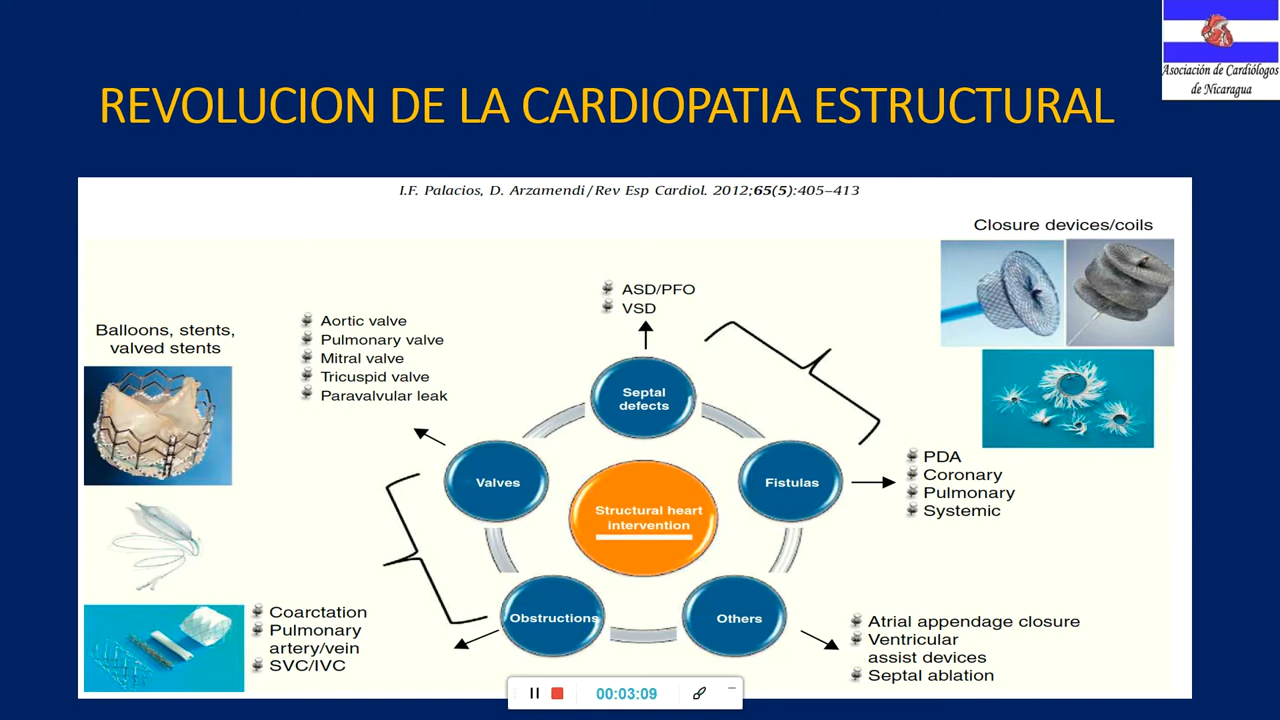 Asociación de Cardiólogos
de Nicaragua
REVOLUCION DE LA CARDIOPATIA ESTRUCTURAL
I.F. Palacios, D. Arzamendi/Rev Esp Cardiol. 2012;65(5):405–413
Closure devices/coils
ASD/PFO
VSD
Balloons, stents,
valved stents
Aortic valve
Pulmonary valve
Mitral valve
Tricuspid valve
Paravalvular leak
Septal
defects
Valves
Fistulas
PDA
Coronary
Pulmonary
Systemic
Structural heart
intervention
Obstructions
Others
Coarctation
Pulmonary
artery/vein
SVC/IVC
Atrial appendage closure
Ventricular
assist devices
Septal ablation
00:03:09